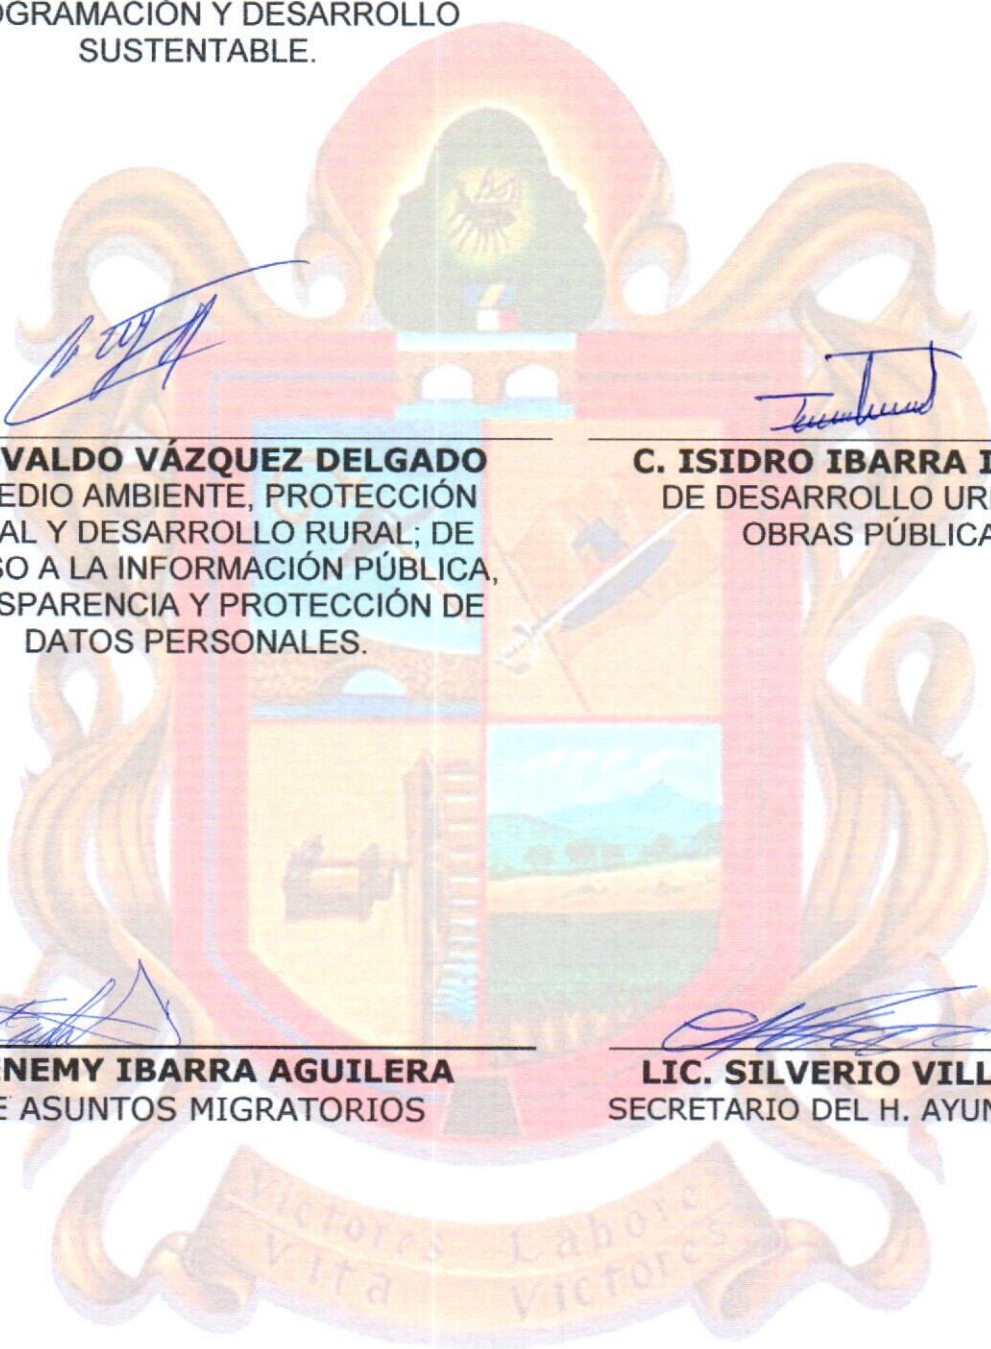 OGRAMACIÓN Y DESARROLLO
SUSTENTABLE.
VALDO VÁZQUEZ DELGADO
EDIO AMBIENTE, PROTECCIÓN
AL Y DESARROLLO RURAL; DE
SO A LA INFORMACIÓN PÚBLICA,
SPARENCIA Y PROTECCIÓN DE
DATOS PERSONALES.
C. ISIDRO IBARRA I
DE DESARROLLO UR
OBRAS PÚBLICA
NEMY IBARRA AGUILERA
E ASUNTOS MIGRATORIOS
LIC. SILVERIO VILL
SECRETARIO DEL H. AYUN
Victores Labore
Vita Victores